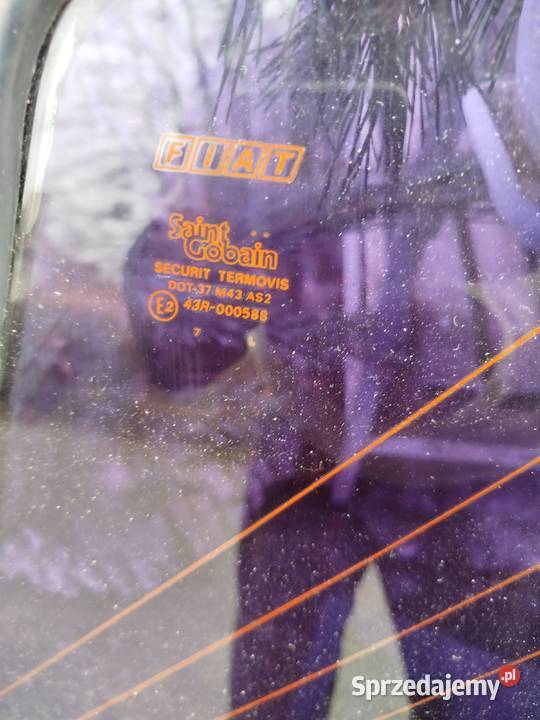 FIAT
Saint Gobain
SECURIT TERMOVIS
DOT-37 M43 AS2
E2 43R-000588
7
Sprzedajemy.pl